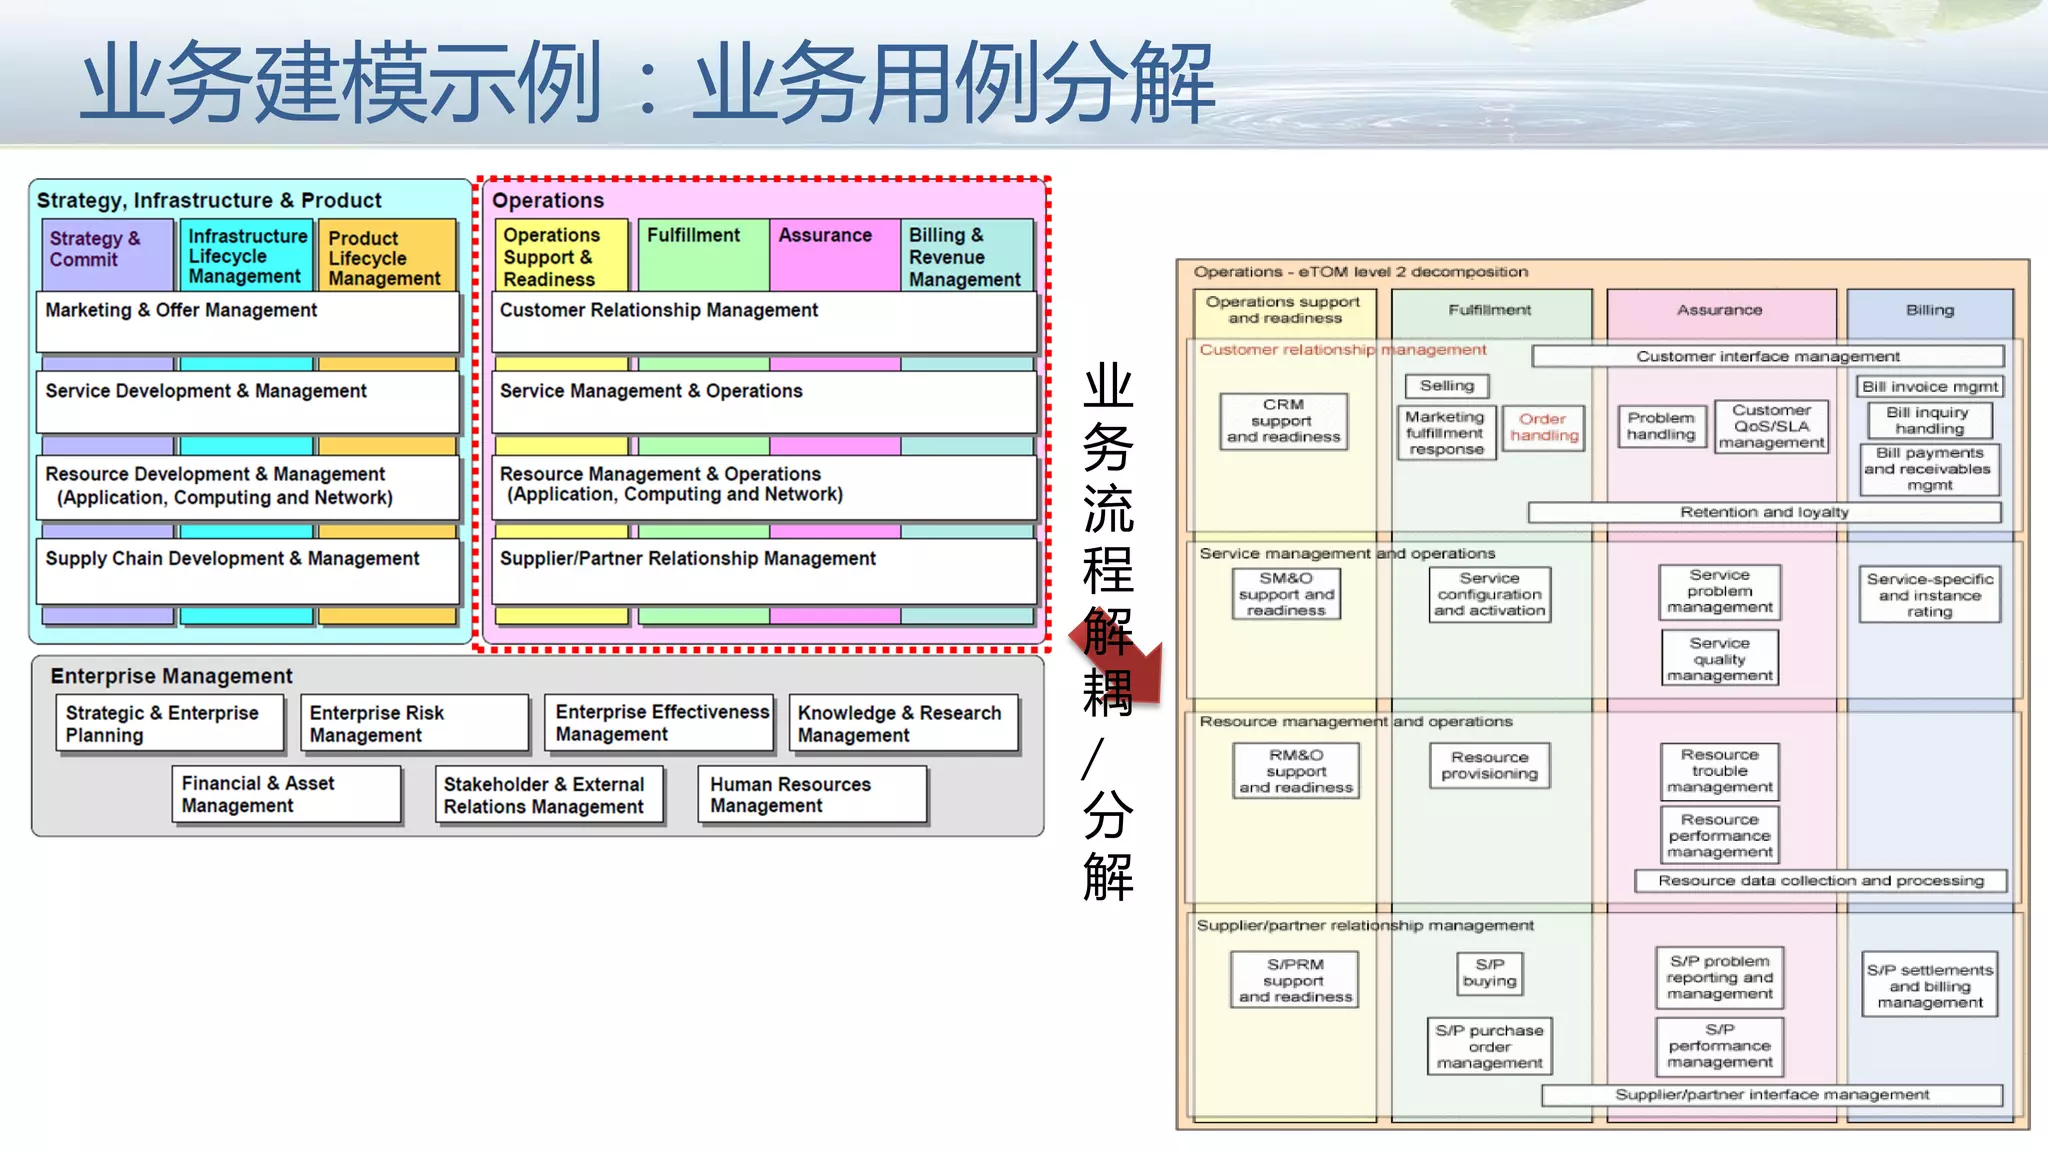 业务建模示例：业务用例分解
Strategy, Infrastructure & Product
Strategy &
Commit
Infrastructure
Lifecycle
Management
Product
Lifecycle
Management
Marketing & Offer Management
Service Development & Management
Resource Development & Management
(Application, Computing and Network)
Supply Chain Development & Management
Operations
Operations
Support &
Readiness
Fulfillment
Assurance
Billing &
Revenue
Management
Customer Relationship Management
Service Management & Operations
Resource Management & Operations
(Application, Computing and Network)
Supplier/Partner Relationship Management
Enterprise Management
Strategic & Enterprise
Planning
Enterprise Risk
Management
Enterprise Effectiveness
Management
Knowledge & Research
Management
Financial & Asset
Management
Stakeholder & External
Relations Management
Human Resources
Management
业
务
流
程
解
耦
/
分
解
Operations - eTOM level 2 decomposition
Operations support
and readiness
Fulfillment
Assurance
Billing
Customer relationship management
Customer interface management
CRM
support
and readiness
Selling
Marketing
fulfillment
response
Order
handling
Problem
handling
Customer
QoS/SLA
management
Bill invoice mgmt
Bill inquiry
handling
Bill payments
and receivables
mgmt
Retention and loyalty
Service management and operations
SM&O
support and
readiness
Service
configuration
and activation
Service
problem
management
Service
quality
management
Service-specific
and instance
rating
Resource management and operations
RM&O
support
and readiness
Resource
provisioning
Resource
trouble
management
Resource
performance
management
Resource data collection and processing
Supplier/partner relationship management
S/PRM
support
and readiness
S/P
buying
S/P purchase
order
management
S/P problem
reporting and
management
S/P
performance
management
S/P settlements
and billing
management
Supplier/partner interface management